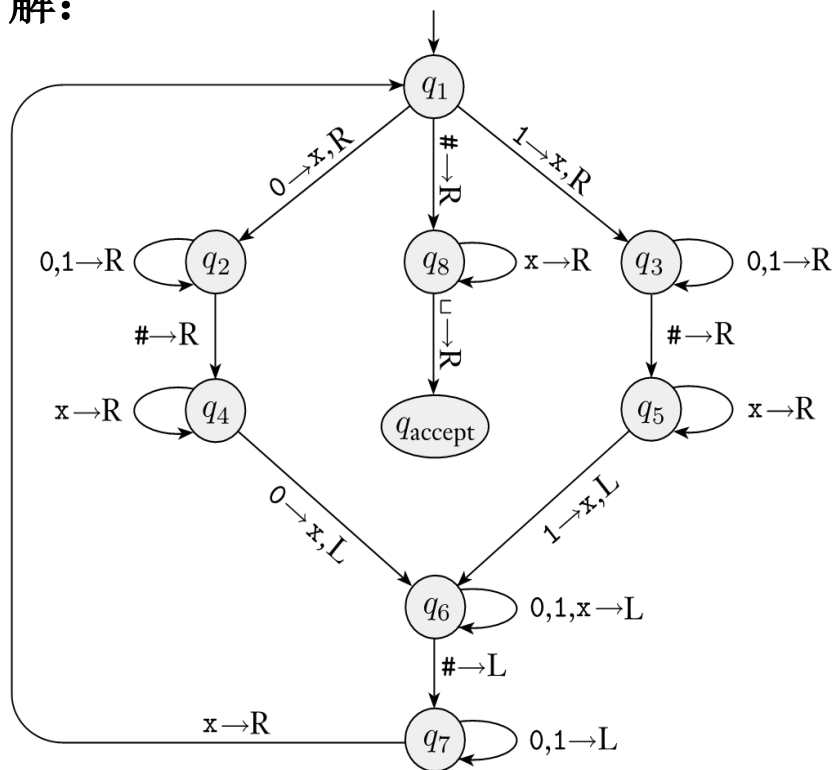 解：
q1
0→x,R
#→R
1→x,R
0,1→R
q2
q8
x→R
q3
0,1→R
#→R
⊔→R
#→R
x→R
q4
qaccept
q5
x→R
0→x,L
1→x,L
q6
0,1,x→L
#→L
x→R
q7
0,1→L